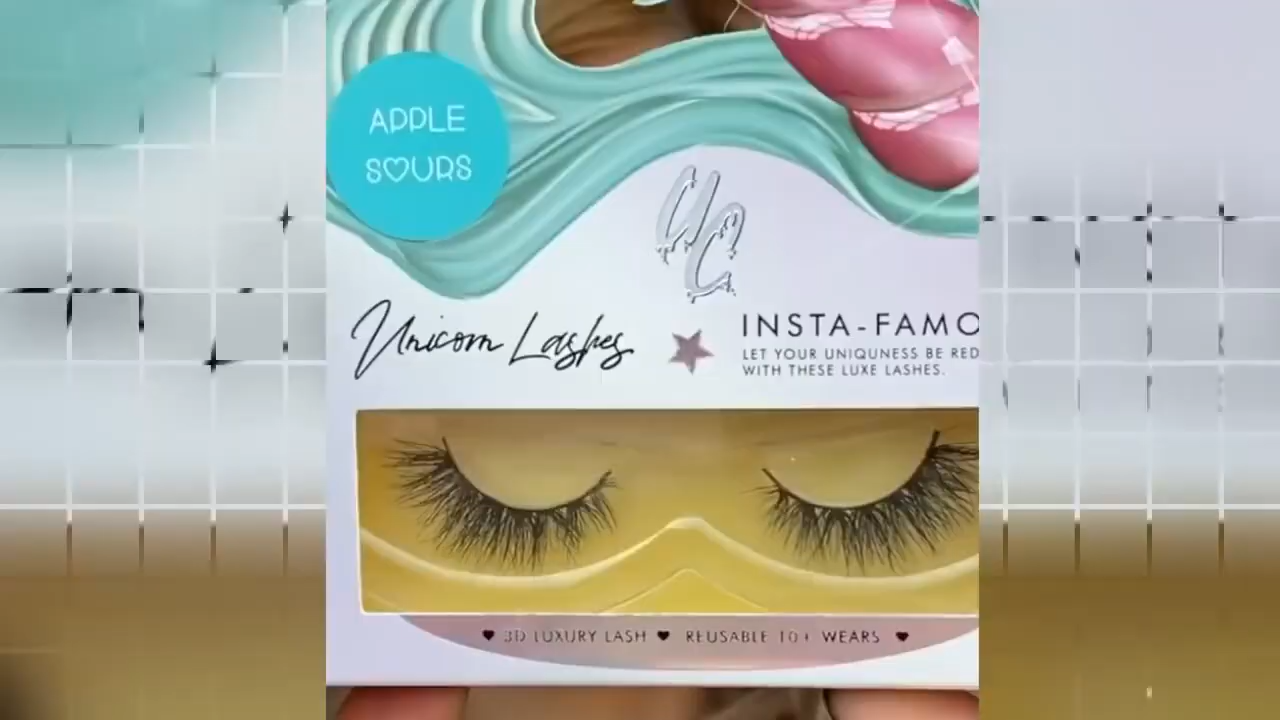 APPLE
SOURS
UC
Unicorn Lashes
INSTA-FAMO
LET YOUR UNIQUNESS BE RED
WITH THESE LUXE LASHES.
3D LUXURY LASH REUSABLE 10+ WEARS